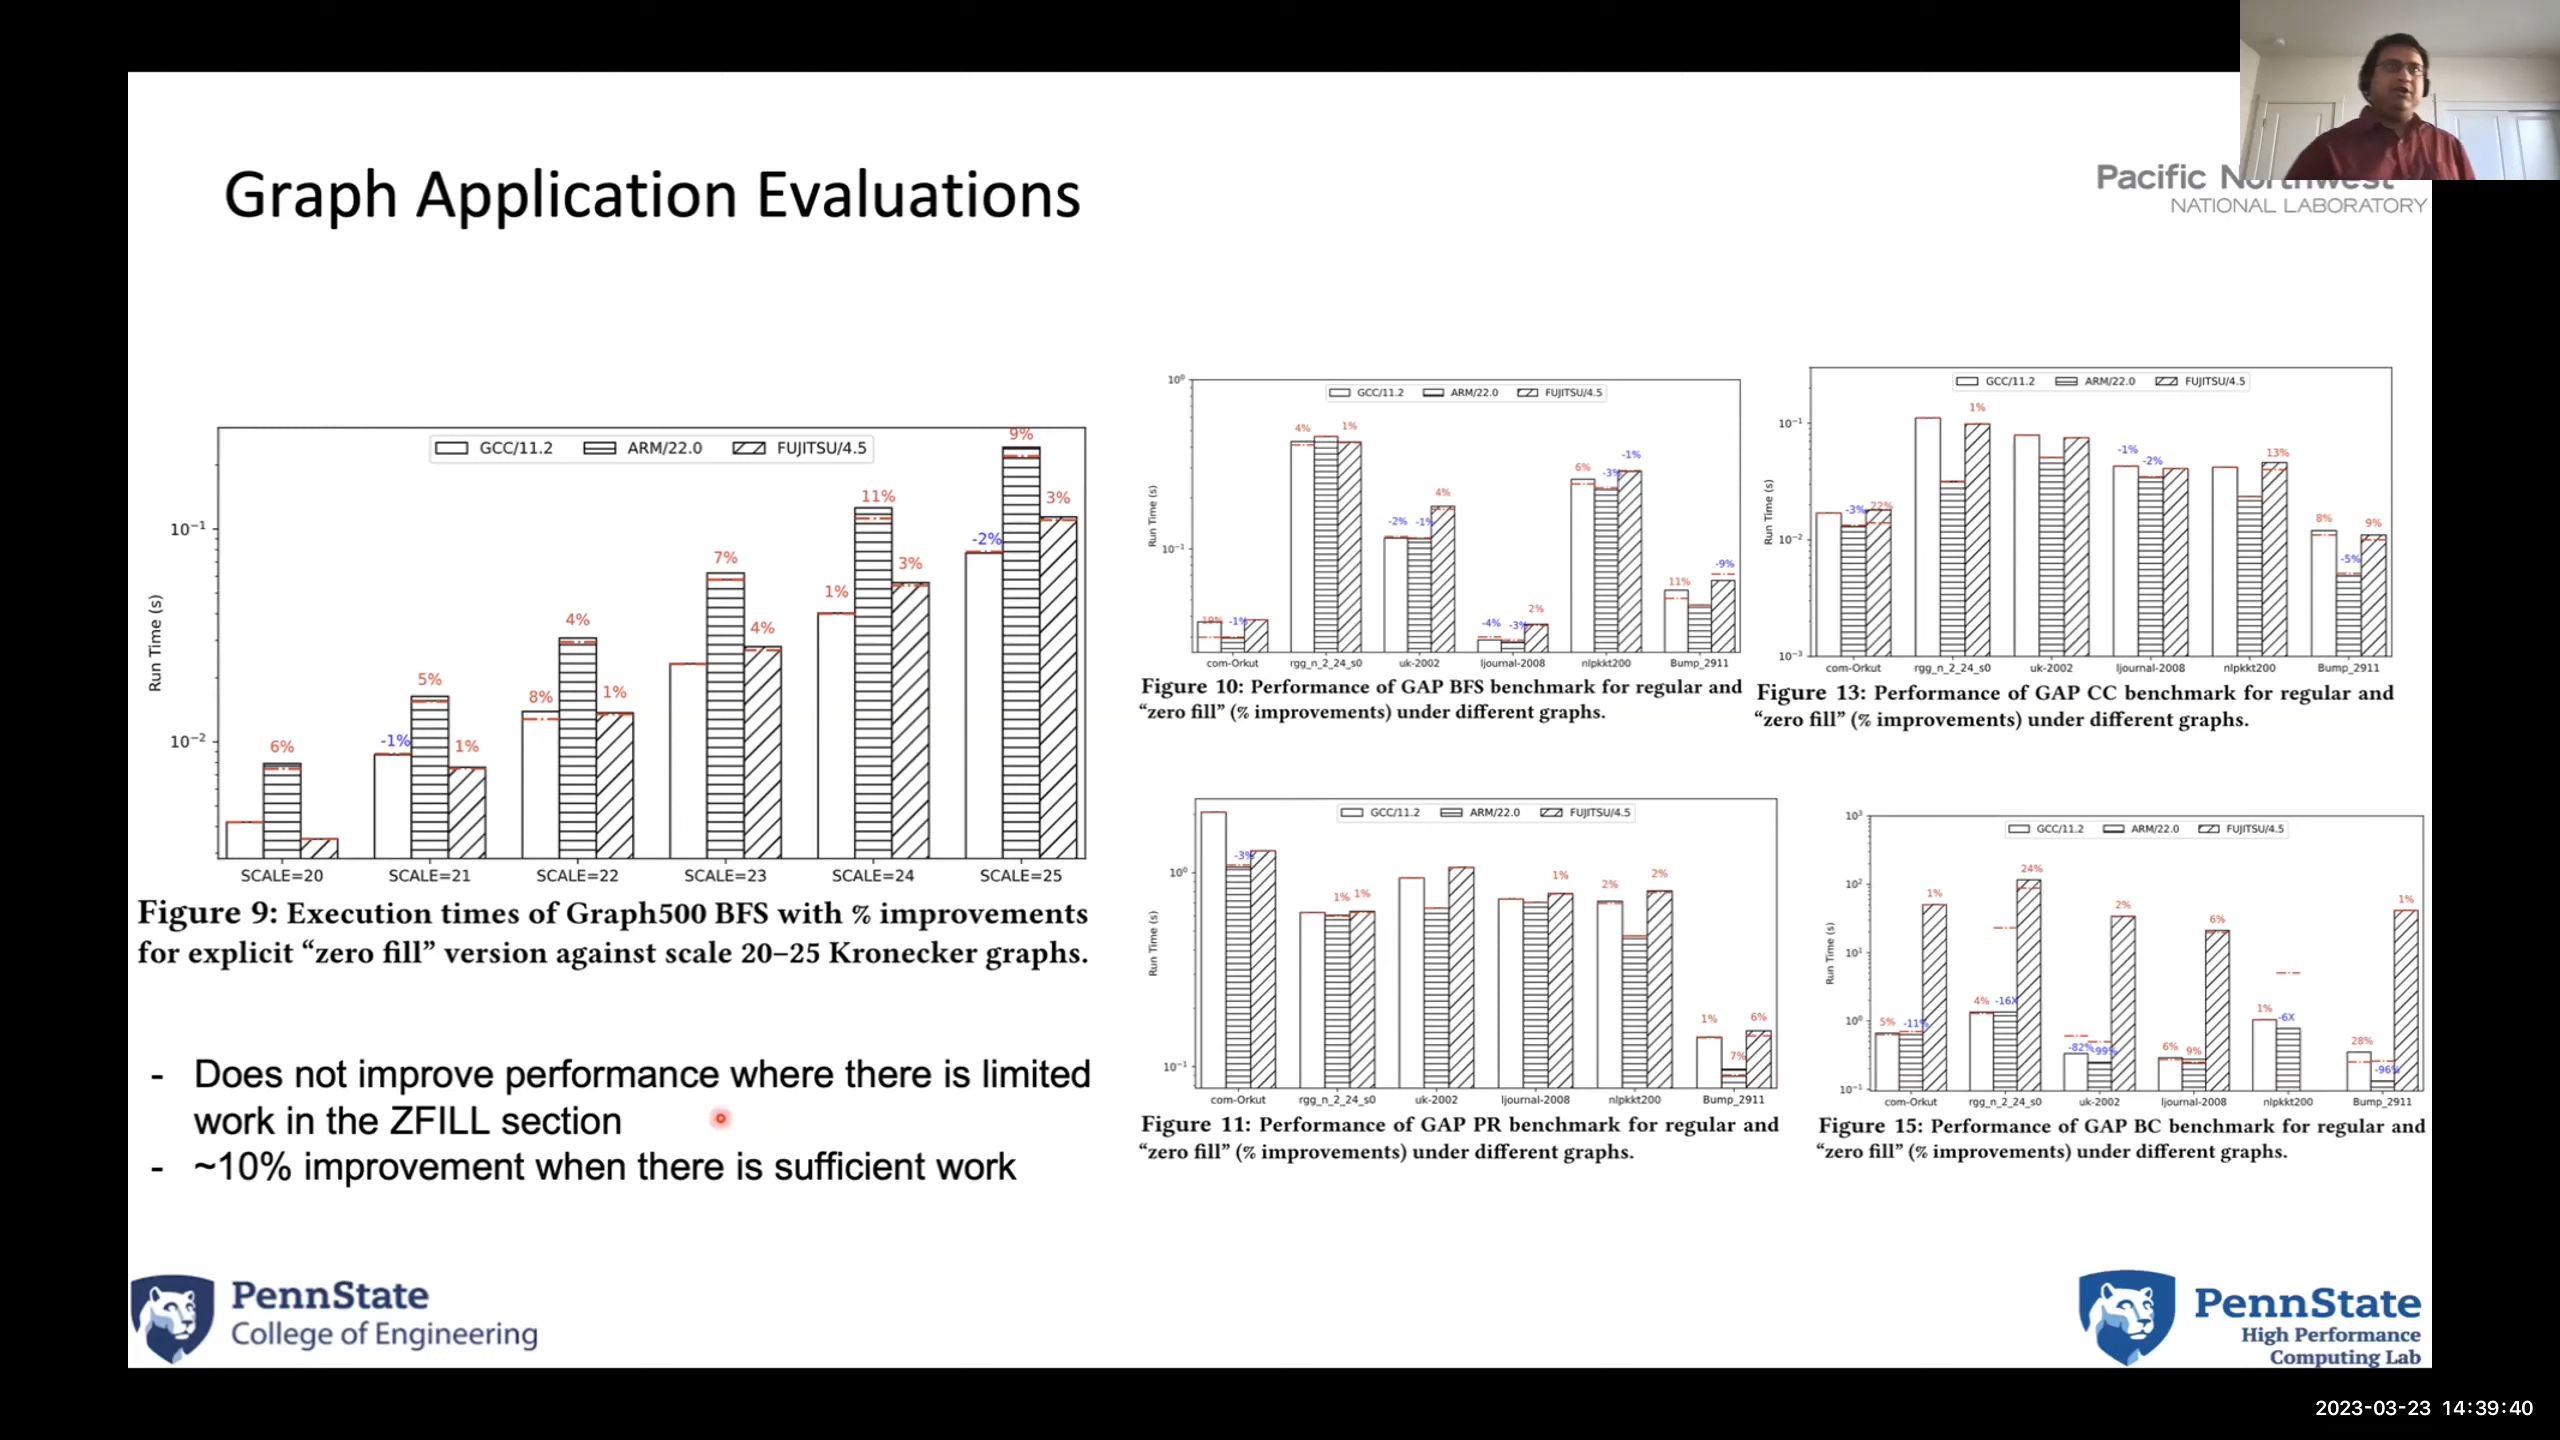 Graph Application Evaluations
Pacific Northwest
NATIONAL LABORATORY
GCC/11.2 ARM/22.0 FUJITSU/4.5
Run Time (s)
10⁻¹
10⁻²
6%
-1% 5% 1%
8% 4% 1%
7% 4%
1% 11% 3%
-2% 9% 3%
SCALE=20 SCALE=21 SCALE=22 SCALE=23 SCALE=24 SCALE=25
Figure 9: Execution times of Graph500 BFS with % improvements
for explicit “zero fill” version against scale 20–25 Kronecker graphs.
- Does not improve performance where there is limited
work in the ZFILL section
- ~10% improvement when there is sufficient work
GCC/11.2 ARM/22.0 FUJITSU/4.5
Run Time (s)
10⁰
10⁻¹
19% -1%
4% 1%
-2% -1% 4%
-4% -3% 2%
6% -3% -1%
11% -9%
com-Orkut rgg_n_2_24_s0 uk-2002 ljournal-2008 nlpkkt200 Bump_2911
Figure 10: Performance of GAP BFS benchmark for regular and
“zero fill” (% improvements) under different graphs.
GCC/11.2 ARM/22.0 FUJITSU/4.5
Run Time (s)
10⁻¹
10⁻²
10⁻³
-3% 22%
1%
-1% -2%
13%
8% -5% 9%
com-Orkut rgg_n_2_24_s0 uk-2002 ljournal-2008 nlpkkt200 Bump_2911
Figure 13: Performance of GAP CC benchmark for regular and
“zero fill” (% improvements) under different graphs.
GCC/11.2 ARM/22.0 FUJITSU/4.5
Run Time (s)
10⁰
10⁻¹
-3%
1% 1%
1%
2% 2%
1% 7% 6%
com-Orkut rgg_n_2_24_s0 uk-2002 ljournal-2008 nlpkkt200 Bump_2911
Figure 11: Performance of GAP PR benchmark for regular and
“zero fill” (% improvements) under different graphs.
GCC/11.2 ARM/22.0 FUJITSU/4.5
Run Time (s)
10³
10²
10¹
10⁰
10⁻¹
5% -11% 1%
4% -16X 24%
-82% -99% 2%
6% 9% 6%
1% -6X
28% -96% 1%
com-Orkut rgg_n_2_24_s0 uk-2002 ljournal-2008 nlpkkt200 Bump_2911
Figure 15: Performance of GAP BC benchmark for regular and
“zero fill” (% improvements) under different graphs.
PennState
College of Engineering
PennState
High Performance
Computing Lab
2023-03-23 14:39:40